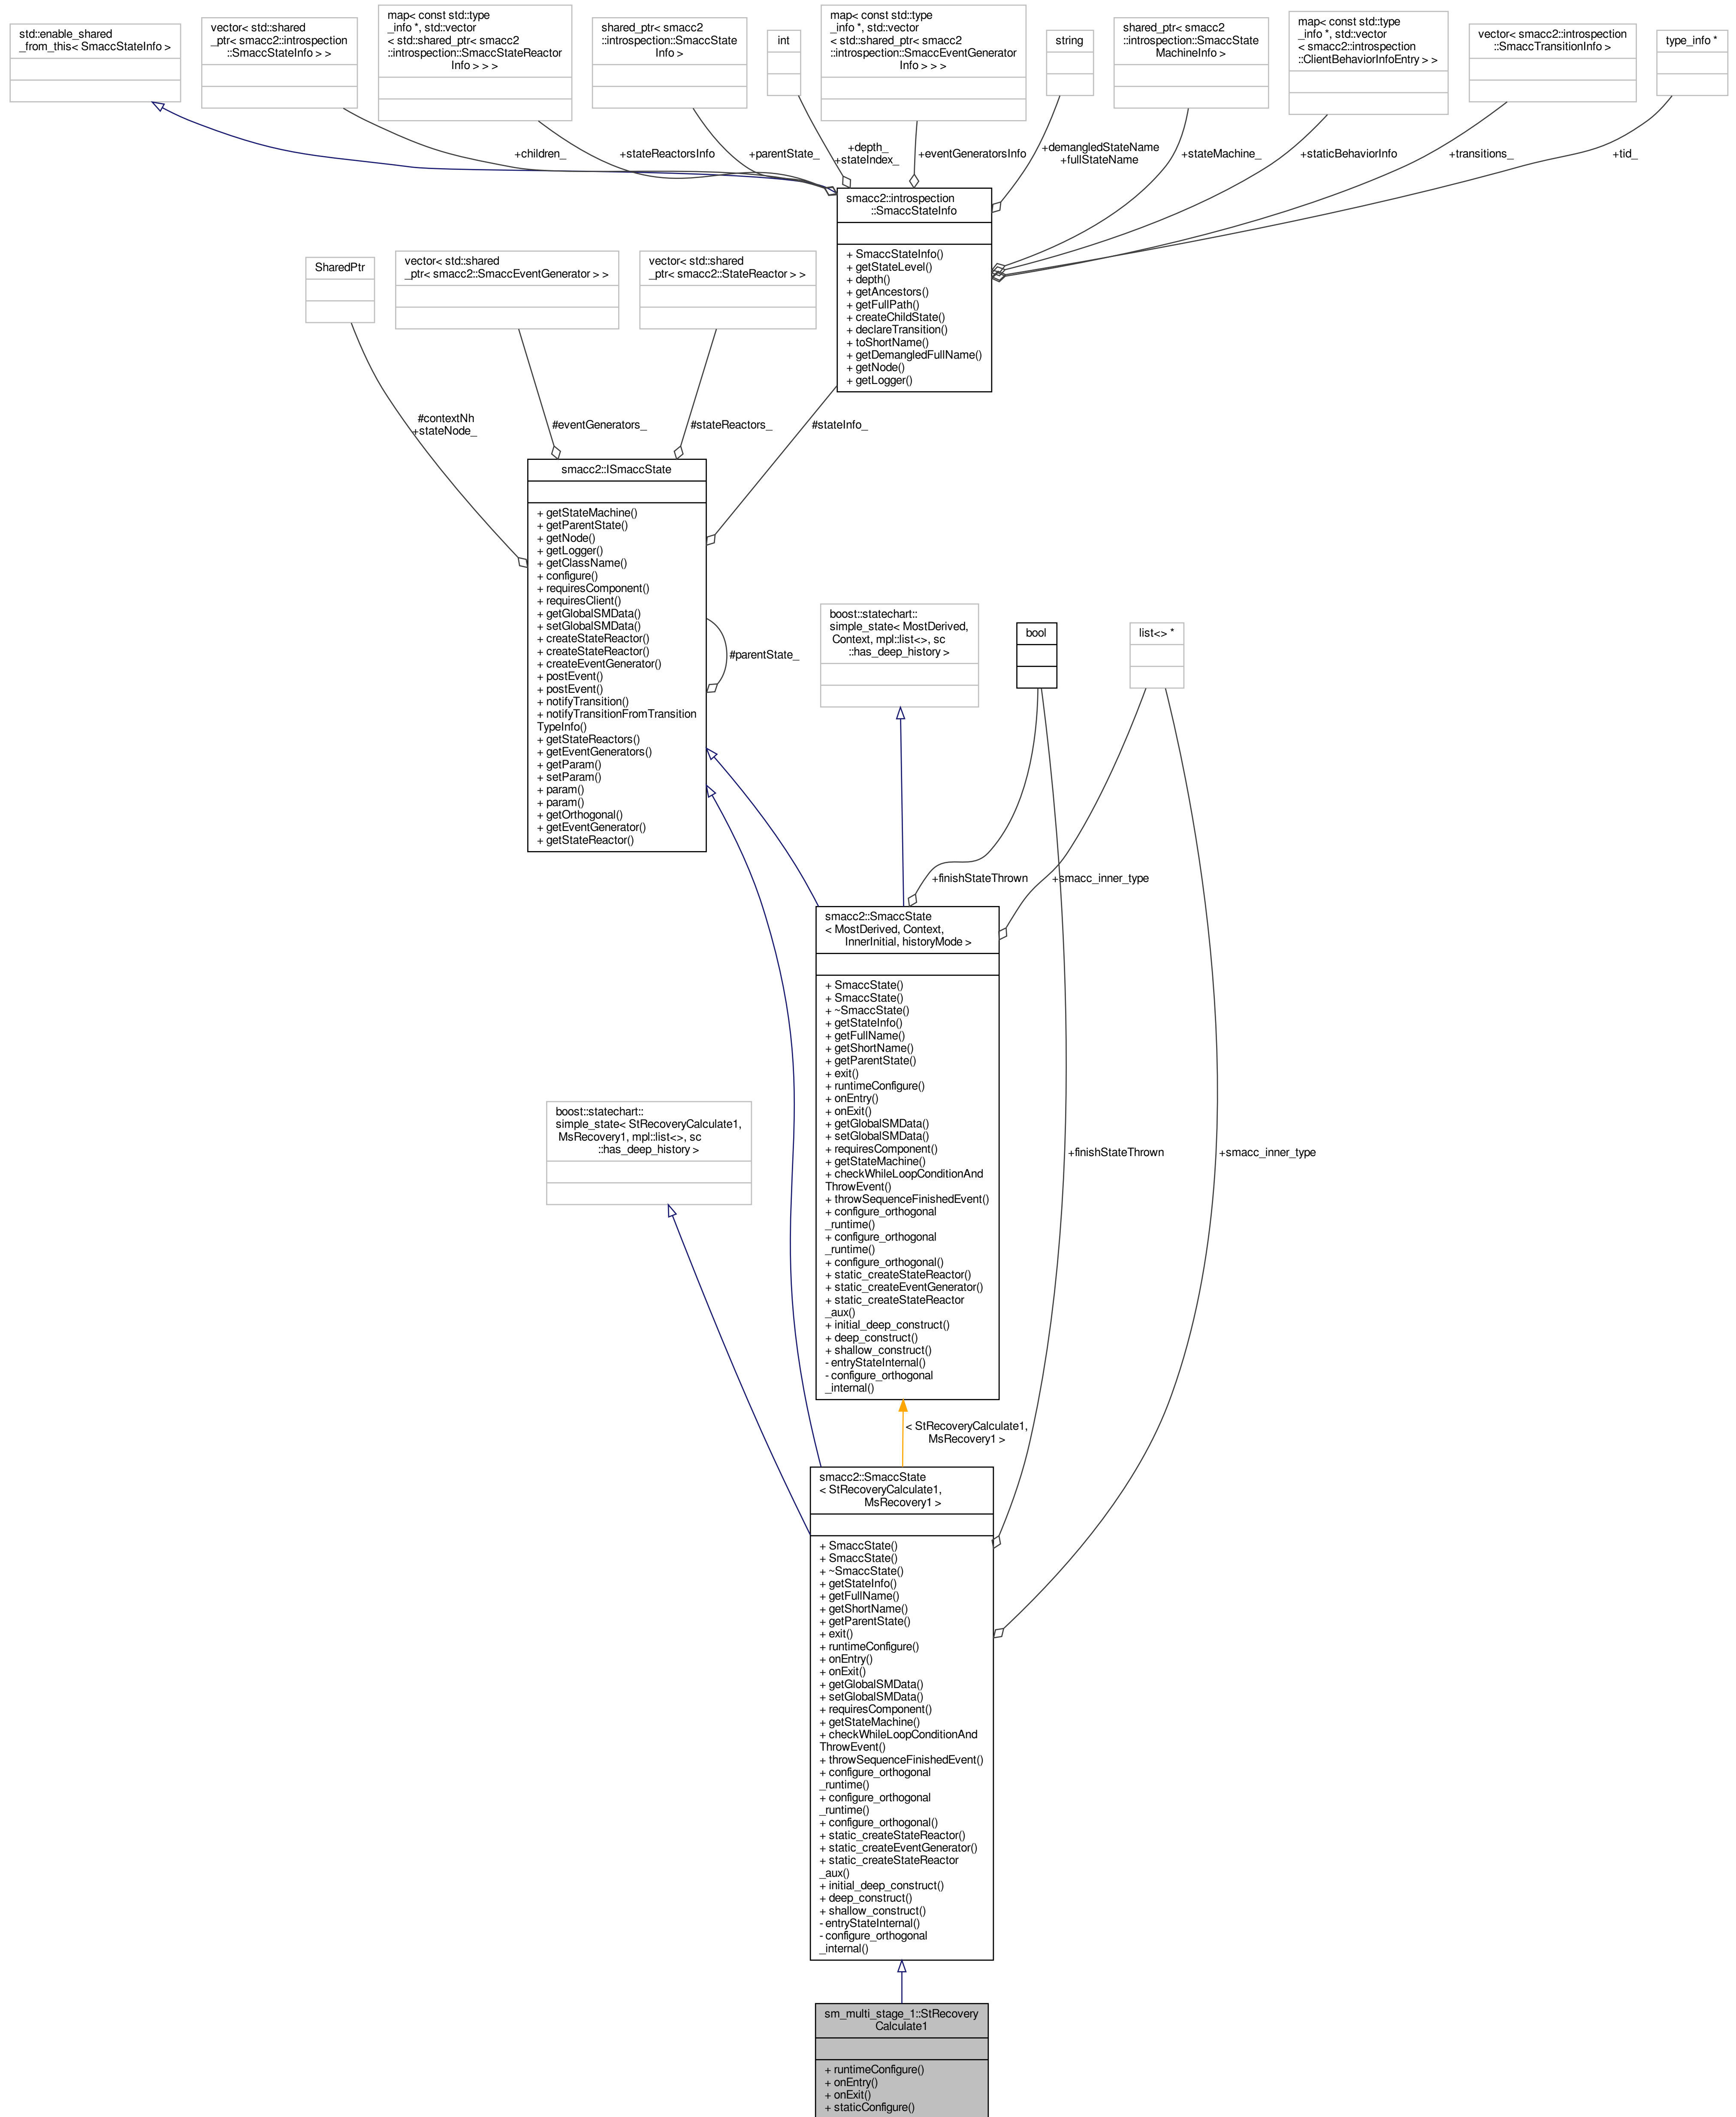 std::enable_shared
_from_this< SmaccStateInfo >
vector< std::shared
_ptr< smacc2::introspection
::SmaccStateInfo > >
map< const std::type
_info *, std::vector
< std::shared_ptr< smacc2
::introspection::SmaccStateReactor
Info > > >
shared_ptr< smacc2
::introspection::SmaccState
Info >
int
map< const std::type
_info *, std::vector
< std::shared_ptr< smacc2
::introspection::SmaccEventGenerator
Info > > >
string
shared_ptr< smacc2
::introspection::SmaccState
MachineInfo >
map< const std::type
_info *, std::vector
< smacc2::introspection
::ClientBehaviorInfoEntry > >
vector< smacc2::introspection
::SmaccTransitionInfo >
type_info *
+children_
+stateReactorsInfo
+parentState_
+depth_
+stateIndex_
+eventGeneratorsInfo
+demangledStateName
+fullStateName
+stateMachine_
+staticBehaviorInfo
+transitions_
+tid_
smacc2::introspection
::SmaccStateInfo
+ SmaccStateInfo()
+ getStateLevel()
+ depth()
+ getAncestors()
+ getFullPath()
+ createChildState()
+ declareTransition()
+ toShortName()
+ getDemangledFullName()
+ getNode()
+ getLogger()
SharedPtr
vector< std::shared
_ptr< smacc2::SmaccEventGenerator > >
vector< std::shared
_ptr< smacc2::StateReactor > >
#contextNh
+stateNode_
#eventGenerators_
#stateReactors_
#stateInfo_
smacc2::ISmaccState
+ getStateMachine()
+ getParentState()
+ getNode()
+ getLogger()
+ getClassName()
+ configure()
+ requiresComponent()
+ requiresClient()
+ getGlobalSMData()
+ setGlobalSMData()
+ createStateReactor()
+ createStateReactor()
+ createEventGenerator()
+ postEvent()
+ postEvent()
+ notifyTransition()
+ notifyTransitionFromTransition
TypeInfo()
+ getStateReactors()
+ getEventGenerators()
+ getParam()
+ setParam()
+ param()
+ param()
+ getOrthogonal()
+ getEventGenerator()
+ getStateReactor()
#parentState_
boost::statechart::
simple_state< MostDerived,
Context, mpl::list<>, sc
::has_deep_history >
bool
list<> *
+finishStateThrown
+smacc_inner_type
smacc2::SmaccState
< MostDerived, Context,
InnerInitial, historyMode >
+ SmaccState()
+ SmaccState()
+ ~SmaccState()
+ getStateInfo()
+ getFullName()
+ getShortName()
+ getParentState()
+ exit()
+ runtimeConfigure()
+ onEntry()
+ onExit()
+ getGlobalSMData()
+ setGlobalSMData()
+ requiresComponent()
+ getStateMachine()
+ checkWhileLoopConditionAnd
ThrowEvent()
+ throwSequenceFinishedEvent()
+ configure_orthogonal
_runtime()
+ configure_orthogonal
_runtime()
+ configure_orthogonal()
+ static_createStateReactor()
+ static_createEventGenerator()
+ static_createStateReactor
_aux()
+ initial_deep_construct()
+ deep_construct()
+ shallow_construct()
- entryStateInternal()
- configure_orthogonal
_internal()
boost::statechart::
simple_state< StRecoveryCalculate1,
MsRecovery1, mpl::list<>, sc
::has_deep_history >
+finishStateThrown
+smacc_inner_type
< StRecoveryCalculate1,
MsRecovery1 >
smacc2::SmaccState
< StRecoveryCalculate1,
MsRecovery1 >
+ SmaccState()
+ SmaccState()
+ ~SmaccState()
+ getStateInfo()
+ getFullName()
+ getShortName()
+ getParentState()
+ exit()
+ runtimeConfigure()
+ onEntry()
+ onExit()
+ getGlobalSMData()
+ setGlobalSMData()
+ requiresComponent()
+ getStateMachine()
+ checkWhileLoopConditionAnd
ThrowEvent()
+ throwSequenceFinishedEvent()
+ configure_orthogonal
_runtime()
+ configure_orthogonal
_runtime()
+ configure_orthogonal()
+ static_createStateReactor()
+ static_createEventGenerator()
+ static_createStateReactor
_aux()
+ initial_deep_construct()
+ deep_construct()
+ shallow_construct()
- entryStateInternal()
- configure_orthogonal
_internal()
sm_multi_stage_1::StRecovery
Calculate1
+ runtimeConfigure()
+ onEntry()
+ onExit()
+ staticConfigure()